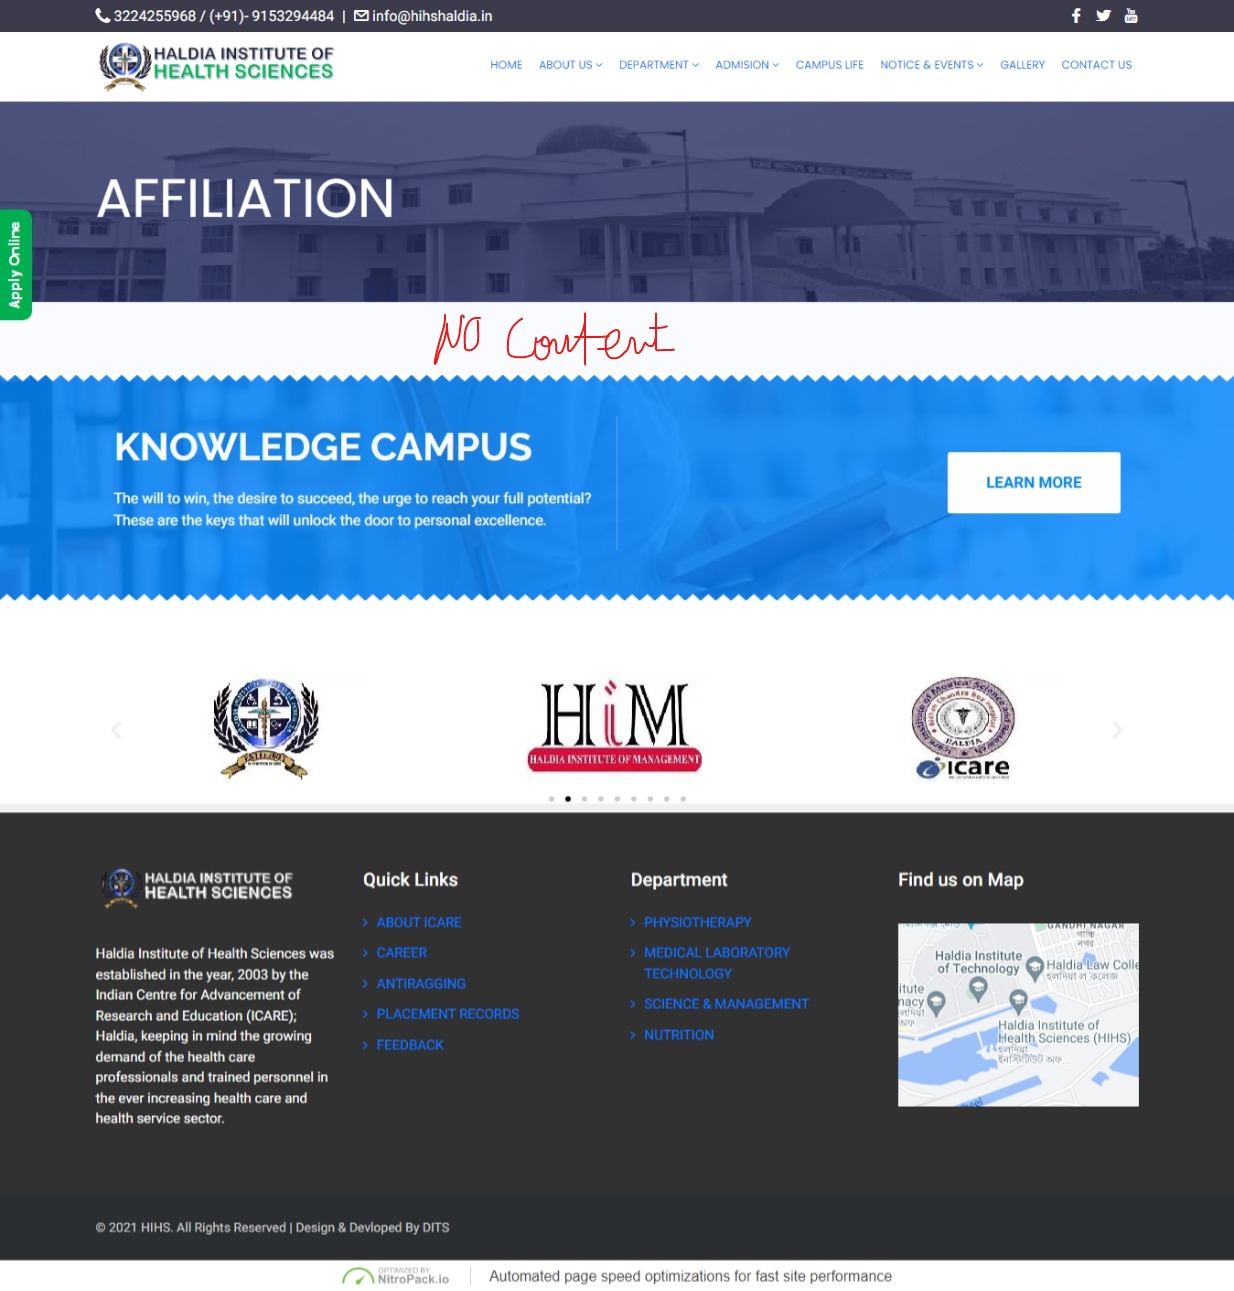 3224255968 / (+91)- 9153294484 | info@hihshaldia.in
HALDIA INSTITUTE OF
HEALTH SCIENCES
HOME ABOUT US DEPARTMENT ADMISION CAMPUS LIFE NOTICE & EVENTS GALLERY CONTACT US
AFFILIATION
Apply Online
NO Content
KNOWLEDGE CAMPUS
The will to win, the desire to succeed, the urge to reach your full potential?
These are the keys that will unlock the door to personal excellence.
LEARN MORE
HiM
HALDIA INSTITUTE OF MANAGEMENT
HALDIA
icare
HALDIA INSTITUTE OF
HEALTH SCIENCES
Haldia Institute of Health Sciences was
established in the year, 2003 by the
Indian Centre for Advancement of
Research and Education (ICARE);
Haldia, keeping in mind the growing
demand of the health care
professionals and trained personnel in
the ever increasing health care and
health service sector.
Quick Links
ABOUT ICARE
CAREER
ANTIRAGGING
PLACEMENT RECORDS
FEEDBACK
Department
PHYSIOTHERAPY
MEDICAL LABORATORY
TECHNOLOGY
SCIENCE & MANAGEMENT
NUTRITION
Find us on Map
GANDHI NAGAR
গান্ধি
নগর
Haldia Institute
of Technology
Haldia Law Colle
হলদিয়া ল কলেজ
itute
nacy
লদিয়া
অফ
Haldia Institute of
Health Sciences (HIHS)
হলদিয়া
ইনস্টিটিউট অফ...
© 2021 HIHS. All Rights Reserved | Design & Devloped By DITS
OPTIMIZED BY
NitroPack.io
Automated page speed optimizations for fast site performance